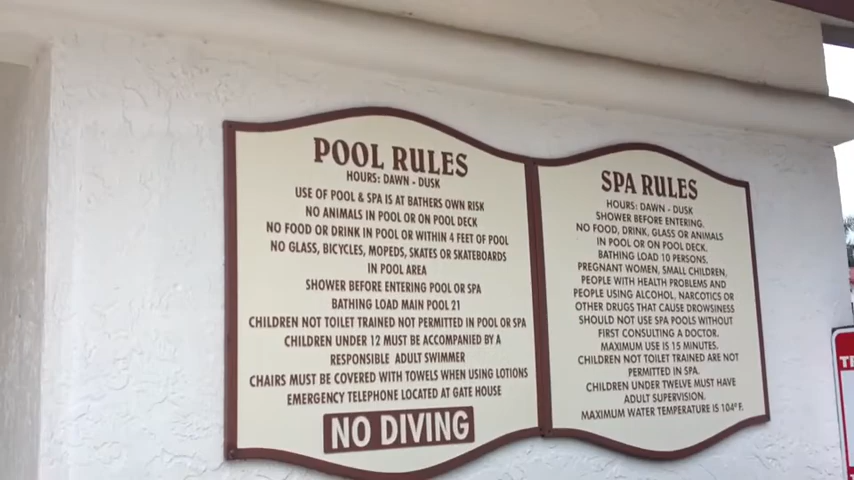 POOL RULES
HOURS: DAWN - DUSK
USE OF POOL & SPA IS AT BATHERS OWN RISK
NO ANIMALS IN POOL OR ON POOL DECK
NO FOOD OR DRINK IN POOL OR WITHIN 4 FEET OF POOL
NO GLASS, BICYCLES, MOPEDS, SKATES OR SKATEBOARDS
IN POOL AREA
SHOWER BEFORE ENTERING POOL OR SPA
BATHING LOAD MAIN POOL 21
CHILDREN NOT TOILET TRAINED NOT PERMITTED IN POOL OR SPA
CHILDREN UNDER 12 MUST BE ACCOMPANIED BY A
RESPONSIBLE ADULT SWIMMER
CHAIRS MUST BE COVERED WITH TOWELS WHEN USING LOTIONS
EMERGENCY TELEPHONE LOCATED AT GATE HOUSE
NO DIVING
SPA RULES
HOURS: DAWN - DUSK
SHOWER BEFORE ENTERING.
NO FOOD, DRINK, GLASS OR ANIMALS
IN POOL OR ON POOL DECK.
BATHING LOAD 10 PERSONS.
PREGNANT WOMEN, SMALL CHILDREN,
PEOPLE WITH HEALTH PROBLEMS AND
PEOPLE USING ALCOHOL, NARCOTICS OR
OTHER DRUGS THAT CAUSE DROWSINESS
SHOULD NOT USE SPA POOLS WITHOUT
FIRST CONSULTING A DOCTOR.
MAXIMUM USE IS 15 MINUTES.
CHILDREN NOT TOILET TRAINED ARE NOT
PERMITTED IN SPA.
CHILDREN UNDER TWELVE MUST HAVE
ADULT SUPERVISION.
MAXIMUM WATER TEMPERATURE IS 104° F.